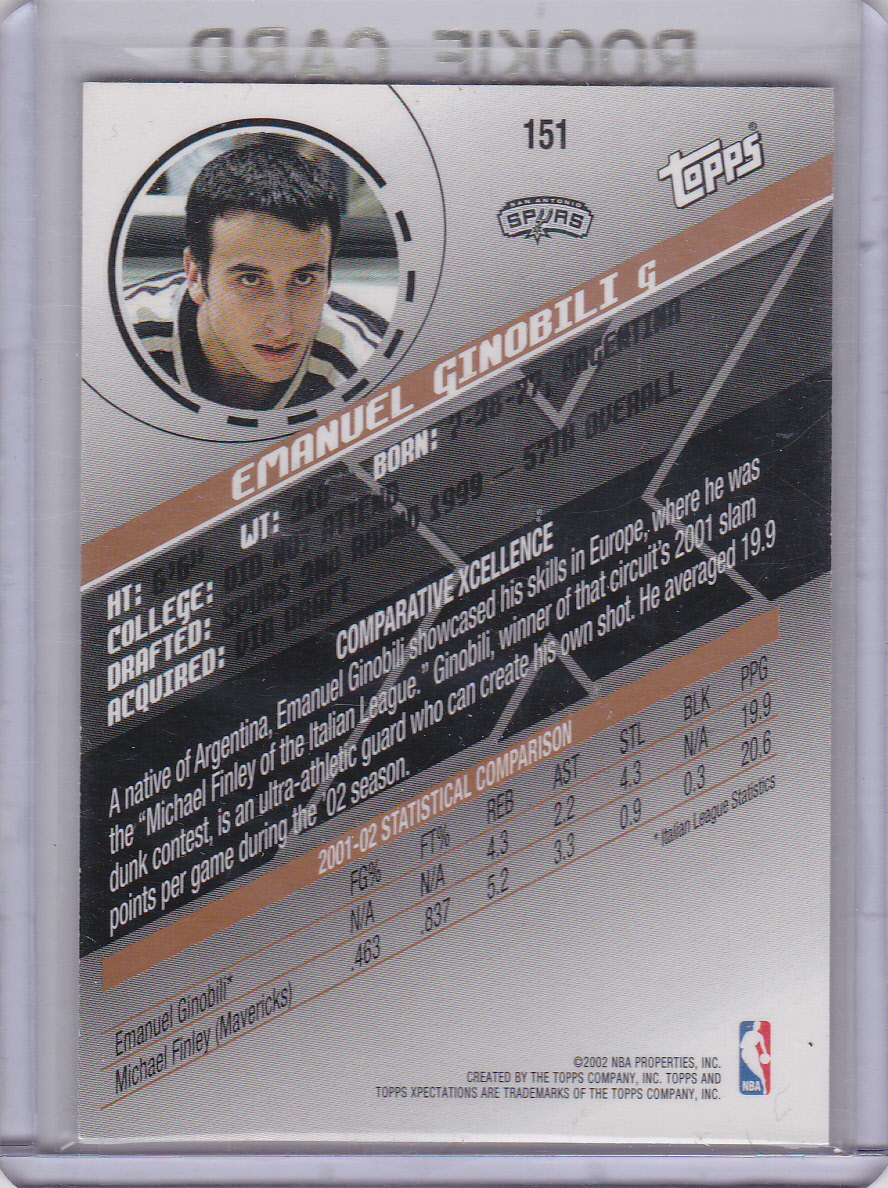 ROOKIE CARD
151
topps®
SAN ANTONIO
SPURS
EMANUEL GINOBILI G
HT: 6'6" WT: 210 BORN: 7-28-77, ARGENTINA
COLLEGE: DID NOT ATTEND
DRAFTED: SPURS 2ND ROUND 1999 — 57TH OVERALL
ACQUIRED: VIA DRAFT
COMPARATIVE XCELLENCE
A native of Argentina, Emanuel Ginobili showcased his skills in Europe, where he was
the "Michael Finley of the Italian League." Ginobili, winner of that circuit's 2001 slam
dunk contest, is an ultra-athletic guard who can create his own shot. He averaged 19.9
points per game during the '02 season.
2001-02 STATISTICAL COMPARISON
FG% FT% REB AST STL BLK PPG
Emanuel Ginobili* N/A N/A 4.3 2.2 4.3 N/A 19.9
Michael Finley (Mavericks) .463 .837 5.2 3.3 0.9 0.3 20.6
* Italian League Statistics
©2002 NBA PROPERTIES, INC.
CREATED BY THE TOPPS COMPANY, INC. TOPPS AND
TOPPS XPECTATIONS ARE TRADEMARKS OF THE TOPPS COMPANY, INC.
NBA